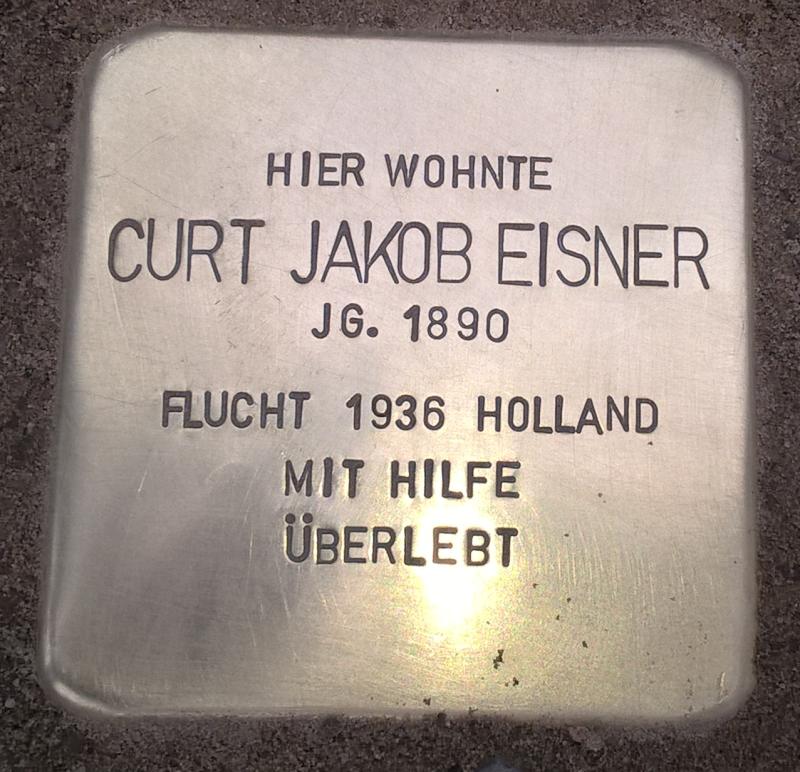 HIER WOHNTE
CURT JAKOB EISNER
JG. 1890
FLUCHT 1936 HOLLAND
MIT HILFE
ÜBERLEBT